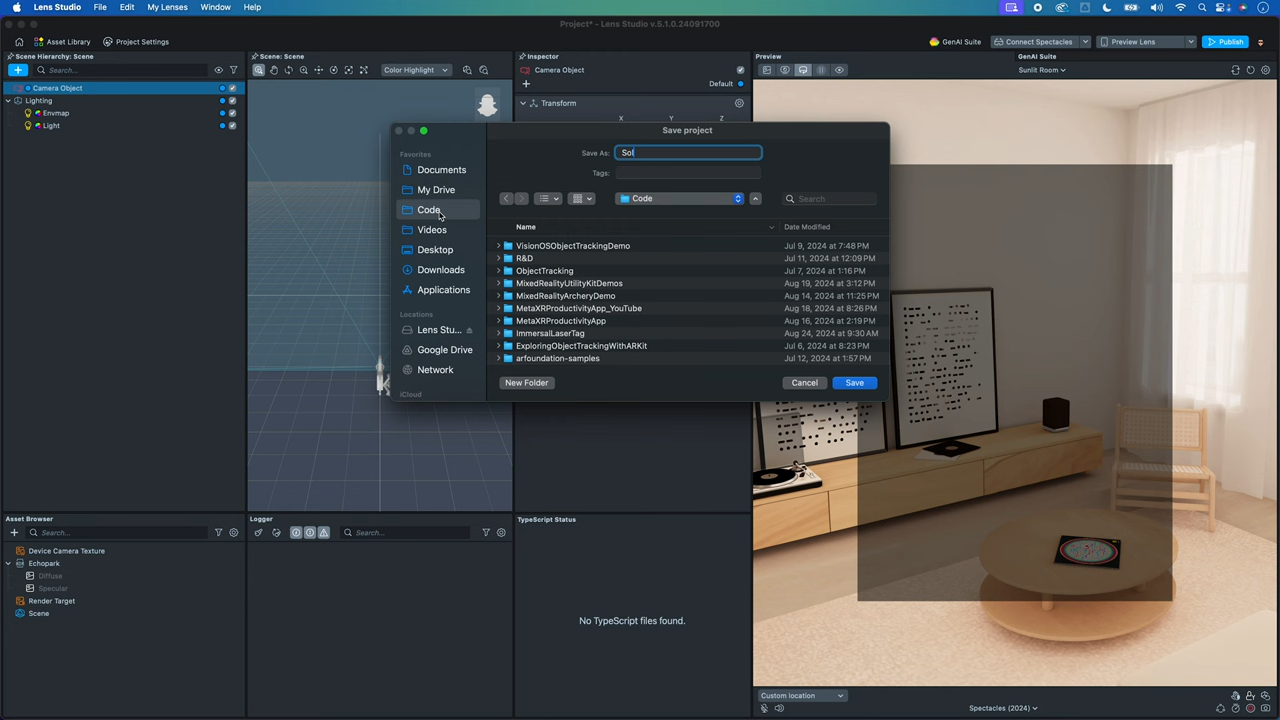 Lens Studio File Edit My Lenses Window Help
Project* - Lens Studio v.5.1.0.24091700
Asset Library Project Settings GenAI Suite Connect Spectacles Preview Lens Publish
Scene Hierarchy: Scene
Search...
Camera Object
Lighting
Envmap
Light
Scene: Scene
Color Highlight
Inspector
Camera Object
Default
Transform
X Y Z
Preview GenAI Suite
Sunlit Room
Save project
Save As: Sol
Tags:
Code
Search
Favorites
Documents
My Drive
Code
Videos
Desktop
Downloads
Applications
Locations
Lens Stu...
Google Drive
Network
iCloud
Name Date Modified
VisionOSObjectTrackingDemo Jul 9, 2024 at 7:48 PM
R&D Jul 11, 2024 at 12:09 PM
ObjectTracking Jul 7, 2024 at 1:16 PM
MixedRealityUtilityKitDemos Aug 19, 2024 at 3:12 PM
MixedRealityArcheryDemo Aug 14, 2024 at 11:25 PM
MetaXRProductivityApp_YouTube Aug 18, 2024 at 8:26 PM
MetaXRProductivityApp Aug 16, 2024 at 2:19 PM
ImmersalLaserTag Aug 24, 2024 at 9:30 AM
ExploringObjectTrackingWithARKit Jul 6, 2024 at 8:23 PM
arfoundation-samples Jul 12, 2024 at 1:57 PM
New Folder Cancel Save
Asset Browser
Search...
Device Camera Texture
Echopark
Diffuse
Specular
Render Target
Scene
Logger
Search...
TypeScript Status
No TypeScript files found.
Custom location
Spectacles (2024)